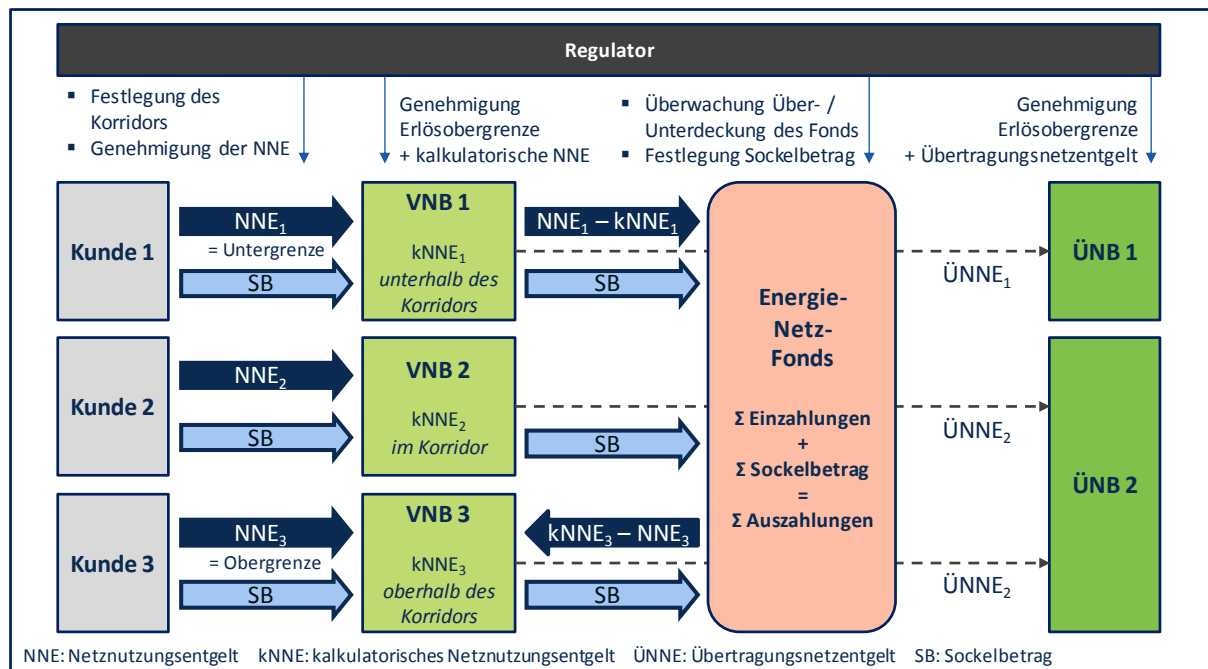 Regulator
▪ Festlegung des
Korridors
▪ Genehmigung der NNE
Genehmigung
Erlösobergrenze
+ kalkulatorische NNE
▪ Überwachung Über- /
Unterdeckung des Fonds
▪ Festlegung Sockelbetrag
Genehmigung
Erlösobergrenze
+ Übertragungsnetzentgelt
Kunde 1
NNE₁
= Untergrenze
SB
VNB 1
kNNE₁
unterhalb des
Korridors
NNE₁ – kNNE₁
SB
Kunde 2
NNE₂
SB
VNB 2
kNNE₂
im Korridor
SB
Kunde 3
NNE₃
= Obergrenze
SB
VNB 3
kNNE₃
oberhalb des
Korridors
kNNE₃ – NNE₃
SB
Energie-
Netz-
Fonds
Σ Einzahlungen
+
Σ Sockelbetrag
=
Σ Auszahlungen
ÜNNE₁
ÜNNE₂
ÜNNE₂
ÜNB 1
ÜNB 2
NNE: Netznutzungsentgelt kNNE: kalkulatorisches Netznutzungsentgelt ÜNNE: Übertragungsnetzentgelt SB: Sockelbetrag